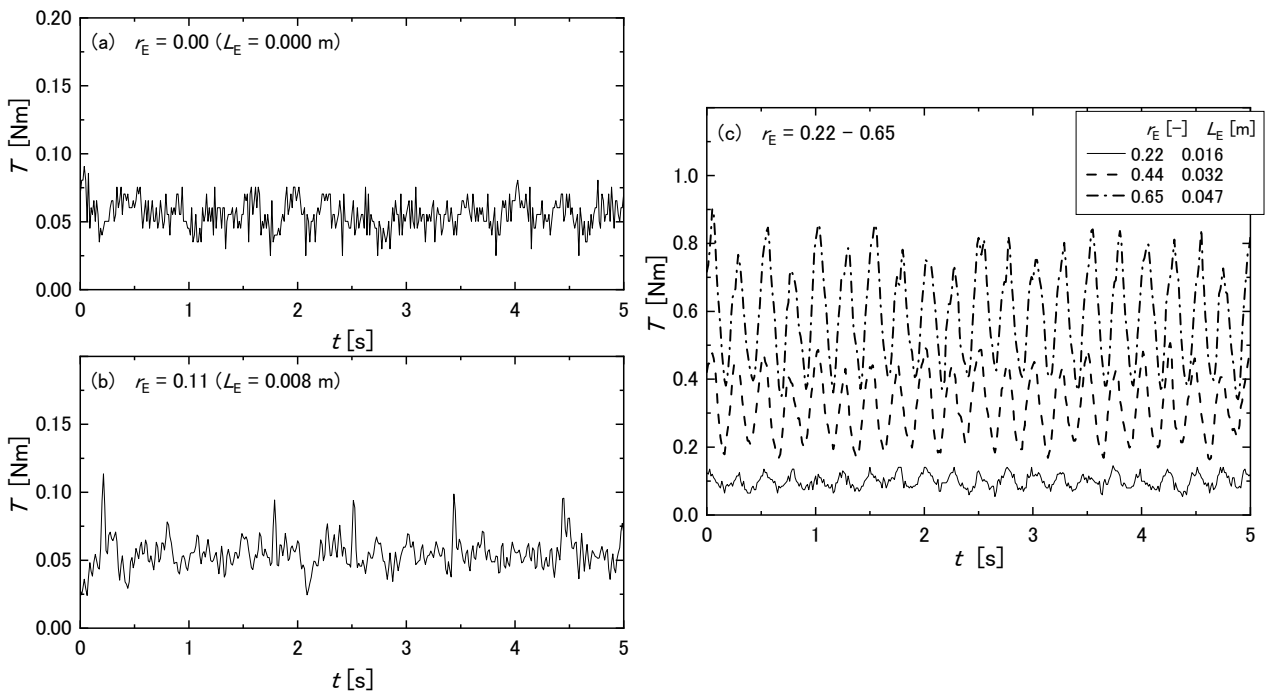 (a) r_E = 0.00 (L_E = 0.000 m)
0.20
0.15
0.10
0.05
0.00
T [Nm]
0 1 2 3 4 5
t [s]
(b) r_E = 0.11 (L_E = 0.008 m)
0.15
0.10
0.05
0.00
T [Nm]
0 1 2 3 4 5
t [s]
(c) r_E = 0.22 − 0.65
r_E [−] L_E [m]
0.22 0.016
0.44 0.032
0.65 0.047
1.0
0.8
0.6
0.4
0.2
0.0
T [Nm]
0 1 2 3 4 5
t [s]